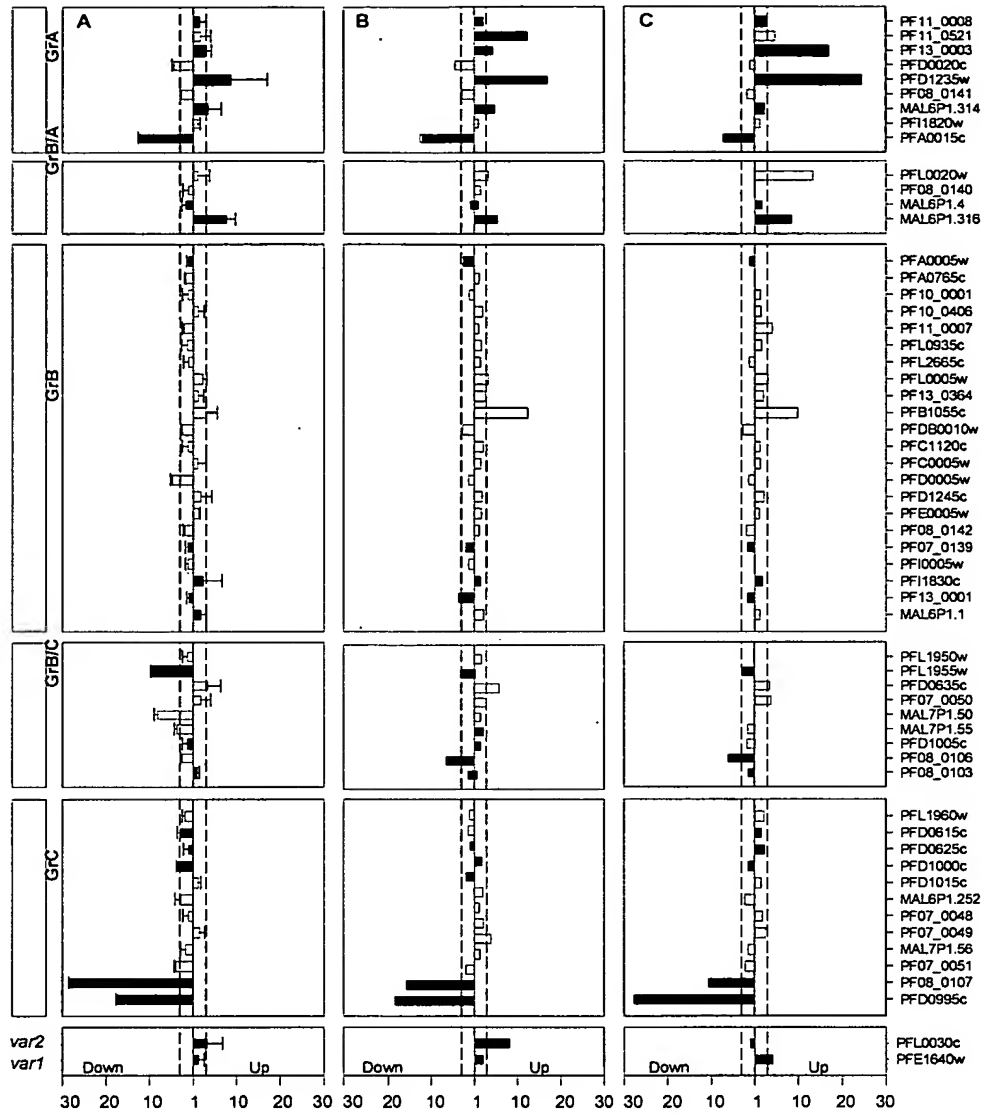 A
B
C
GrA
GrB/A
GrB
GrB/C
GrC
var2
var1
PF11_0008
PF11_0521
PF13_0003
PFD0020c
PFD1235w
PF08_0141
MAL6P1.314
PFI1820w
PFA0015c
PFL0020w
PF08_0140
MAL6P1.4
MAL6P1.316
PFA0005w
PFA0765c
PF10_0001
PF10_0406
PF11_0007
PFL0935c
PFL2665c
PFL0005w
PF13_0364
PFB1055c
PFDB0010w
PFC1120c
PFC0005w
PFD0005w
PFD1245c
PFE0005w
PF08_0142
PF07_0139
PFI0005w
PFI1830c
PF13_0001
MAL6P1.1
PFL1950w
PFL1955w
PFD0635c
PF07_0050
MAL7P1.50
MAL7P1.55
PFD1005c
PF08_0106
PF08_0103
PFL1960w
PFD0615c
PFD0625c
PFD1000c
PFD1015c
MAL6P1.252
PF07_0048
PF07_0049
MAL7P1.56
PF07_0051
PF08_0107
PFD0995c
PFL0030c
PFE1640w
Down Up Down Up Down Up
30 20 10 1 10 20 30 30 20 10 1 10 20 30 30 20 10 1 10 20 30